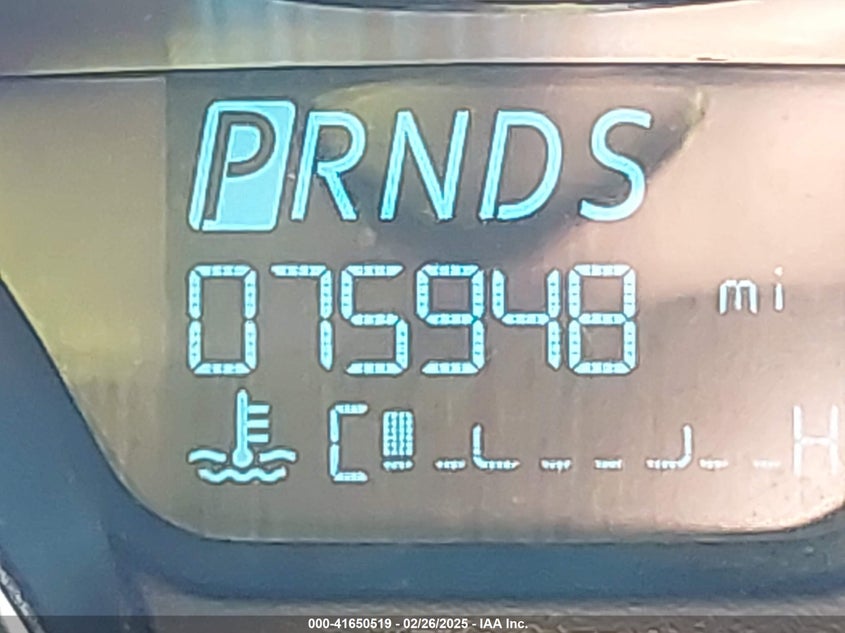 PRNDS
075948 mi
C H
000-41650519 - 02/26/2025 - IAA Inc.